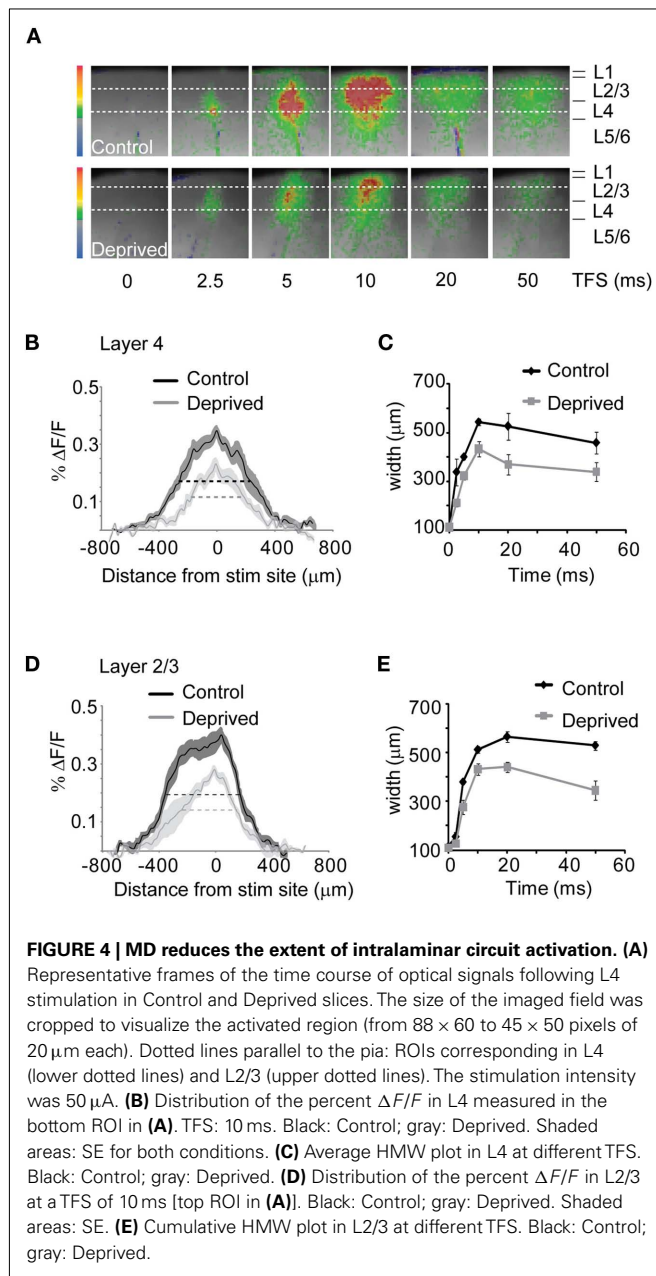 A
L1
L2/3
L4
L5/6
Control
L1
L2/3
L4
L5/6
Deprived
0 2.5 5 10 20 50 TFS (ms)
B Layer 4
Control
Deprived
0.5
0.3
0.1
% ΔF/F
-800 -400 0 400 800
Distance from stim site (μm)
C
Control
Deprived
700
500
300
100
width (μm)
0 20 40 60
Time (ms)
D Layer 2/3
Control
Deprived
0.5
0.3
0.1
% ΔF/F
-800 -400 0 400 800
Distance from stim site (μm)
E
Control
Deprived
700
500
300
100
width (μm)
0 20 40 60
Time (ms)
FIGURE 4 | MD reduces the extent of intralaminar circuit activation. (A)
Representative frames of the time course of optical signals following L4
stimulation in Control and Deprived slices. The size of the imaged field was
cropped to visualize the activated region (from 88 × 60 to 45 × 50 pixels of
20 μm each). Dotted lines parallel to the pia: ROIs corresponding in L4
(lower dotted lines) and L2/3 (upper dotted lines). The stimulation intensity
was 50 μA. (B) Distribution of the percent ΔF/F in L4 measured in the
bottom ROI in (A). TFS: 10 ms. Black: Control; gray: Deprived. Shaded
areas: SE for both conditions. (C) Average HMW plot in L4 at different TFS.
Black: Control; gray: Deprived. (D) Distribution of the percent ΔF/F in L2/3
at a TFS of 10 ms [top ROI in (A)]. Black: Control; gray: Deprived. Shaded
areas: SE. (E) Cumulative HMW plot in L2/3 at different TFS. Black: Control;
gray: Deprived.